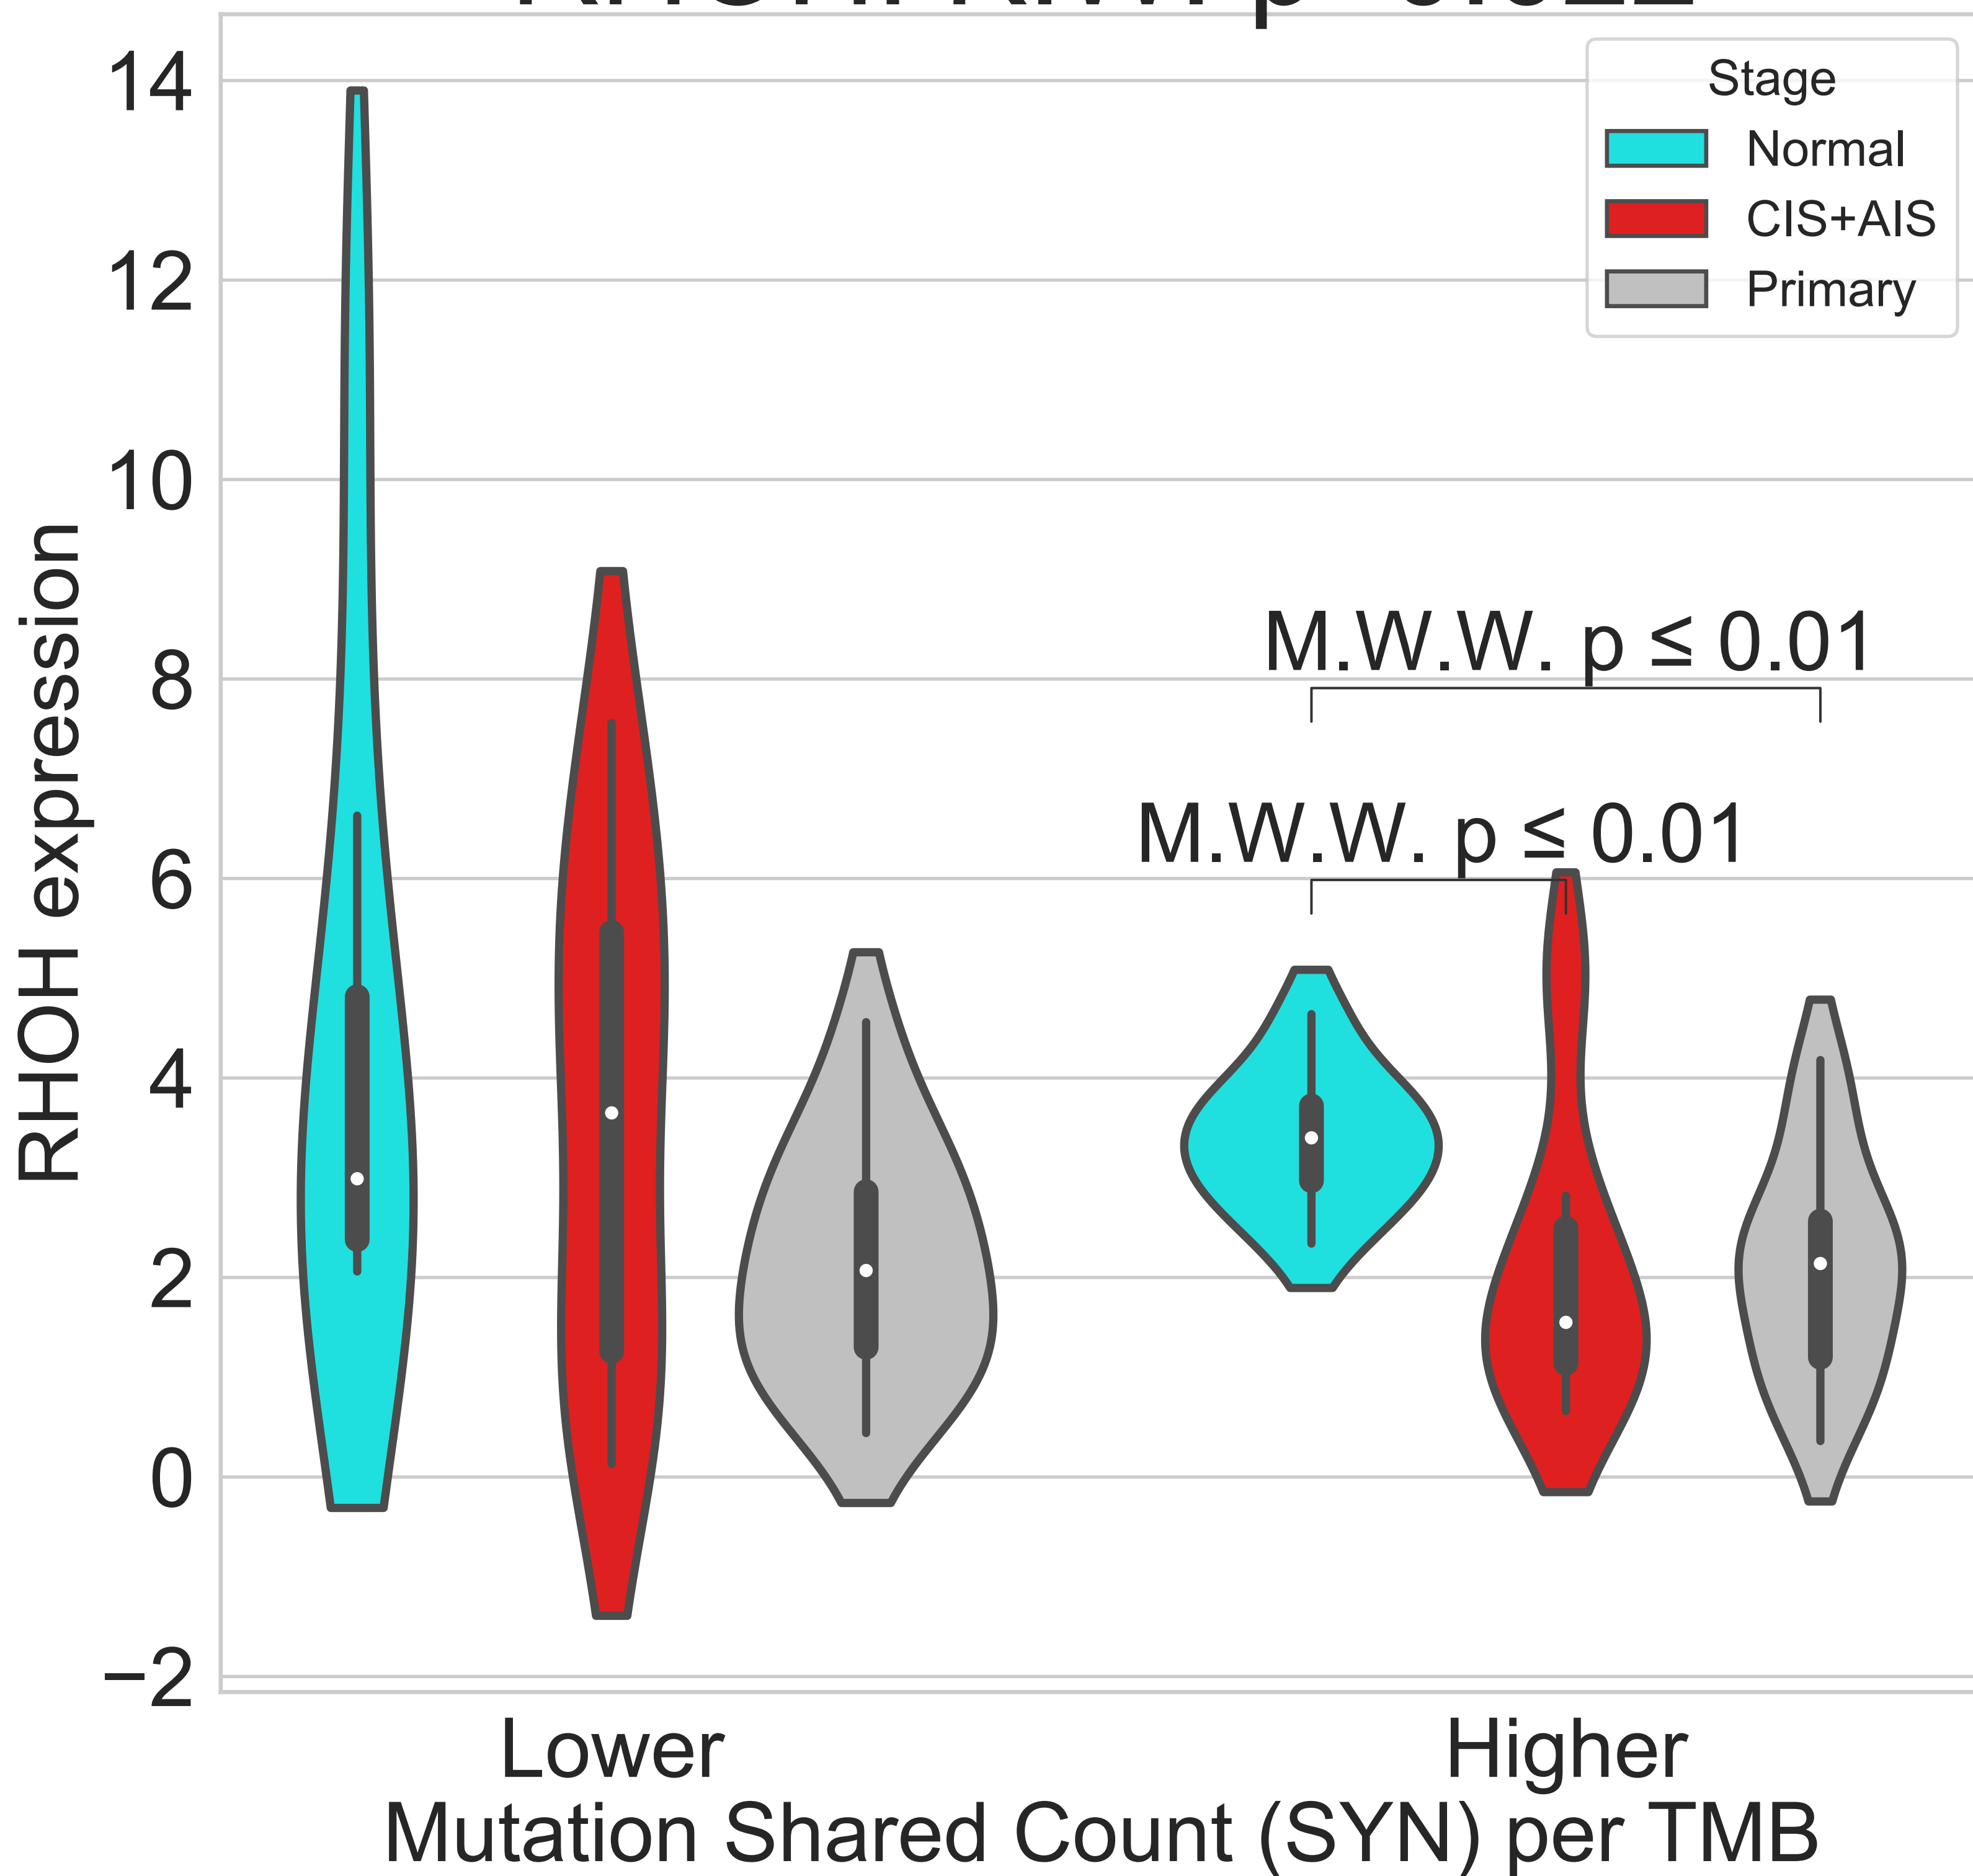 14
12
10
8
6
4
2
0
−2
RHOH expression
Stage
Normal
CIS+AIS
Primary
M.W.W. p ≤ 0.01
M.W.W. p ≤ 0.01
Lower
Higher
Mutation Shared Count (SYN) per TMB